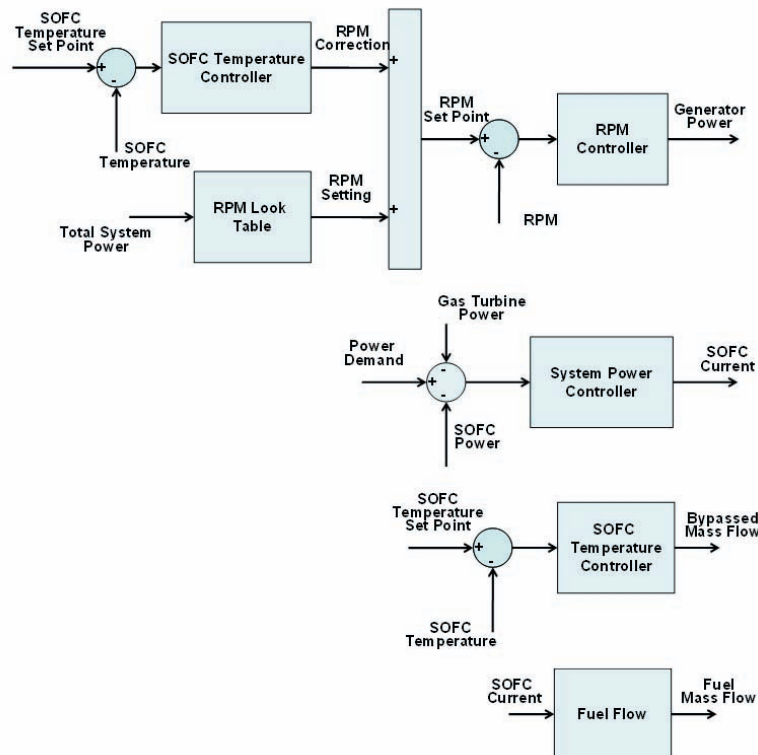 SOFC
Temperature
Set Point
+
-
SOFC
Temperature
SOFC Temperature
Controller
RPM
Correction
+
Total System
Power
RPM Look
Table
RPM
Setting
+
RPM
Set Point
+
-
RPM
RPM
Controller
Generator
Power
Gas Turbine
Power
Power
Demand
-
+
-
SOFC
Power
System Power
Controller
SOFC
Current
SOFC
Temperature
Set Point
+
-
SOFC
Temperature
SOFC
Temperature
Controller
Bypassed
Mass Flow
SOFC
Current
Fuel Flow
Fuel
Mass Flow